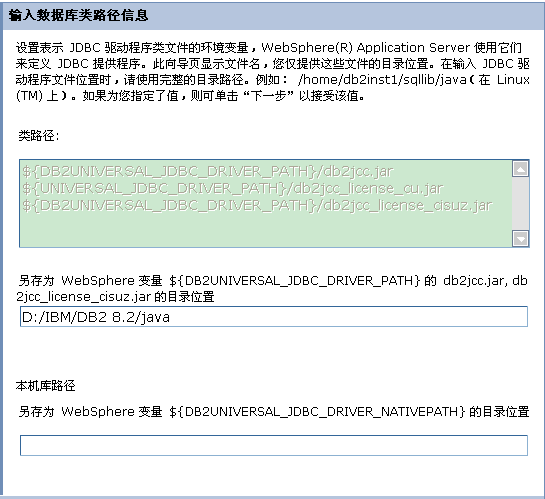 输入数据库类路径信息
设置表示 JDBC 驱动程序类文件的环境变量，WebSphere(R) Application Server 使用它们
来定义 JDBC 提供程序。此向导页显示文件名，您仅提供这些文件的目录位置。在输入 JDBC 驱
动程序文件位置时，请使用完整的目录路径。例如： /home/db2inst1/sqllib/java（在 Linux
(TM) 上）。如果为您指定了值，则可单击“下一步”以接受该值。
类路径:
${DB2UNIVERSAL_JDBC_DRIVER_PATH}/db2jcc.jar
${UNIVERSAL_JDBC_DRIVER_PATH}/db2jcc_license_cu.jar
${DB2UNIVERSAL_JDBC_DRIVER_PATH}/db2jcc_license_cisuz.jar
另存为 WebSphere 变量 ${DB2UNIVERSAL_JDBC_DRIVER_PATH} 的 db2jcc.jar, db
2jcc_license_cisuz.jar 的目录位置
D:/IBM/DB2 8.2/java
本机库路径
另存为 WebSphere 变量 ${DB2UNIVERSAL_JDBC_DRIVER_NATIVEPATH} 的目录位置